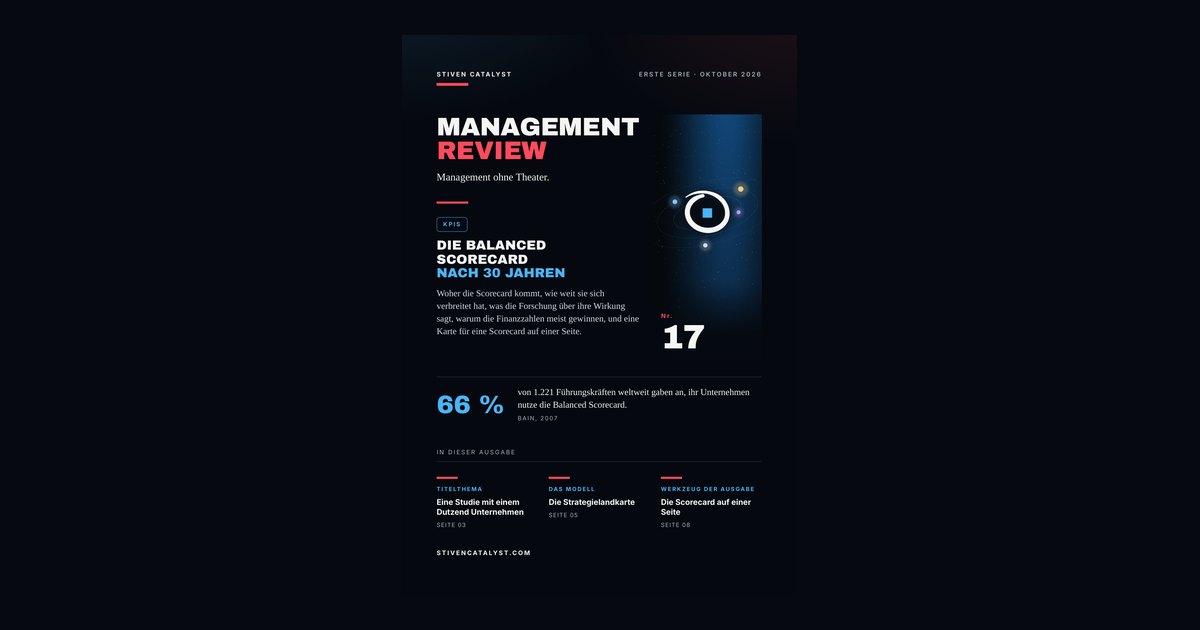 STIVEN CATALYST
ERSTE SERIE · OKTOBER 2026
MANAGEMENT
REVIEW
Management ohne Theater.
KPIS
DIE BALANCED
SCORECARD
NACH 30 JAHREN
Woher die Scorecard kommt, wie weit sie sich
verbreitet hat, was die Forschung über ihre Wirkung
sagt, warum die Finanzzahlen meist gewinnen, und eine
Karte für eine Scorecard auf einer Seite.
Nr.
17
66 %
von 1.221 Führungskräften weltweit gaben an, ihr Unternehmen
nutze die Balanced Scorecard.
BAIN, 2007
IN DIESER AUSGABE
TITELTHEMA
Eine Studie mit einem
Dutzend Unternehmen
SEITE 03
DAS MODELL
Die Strategielandkarte
SEITE 05
WERKZEUG DER AUSGABE
Die Scorecard auf einer
Seite
SEITE 08
STIVENCATALYST.COM